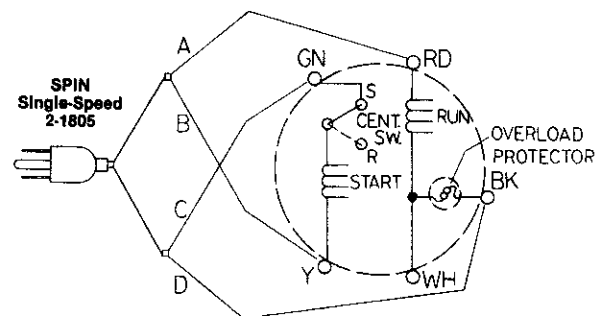 A
SPIN
Single-Speed
2-1805
B
C
D
GN
RD
S
CENT.
SW.
R
RUN
START
OVERLOAD
PROTECTOR
BK
Y
WH